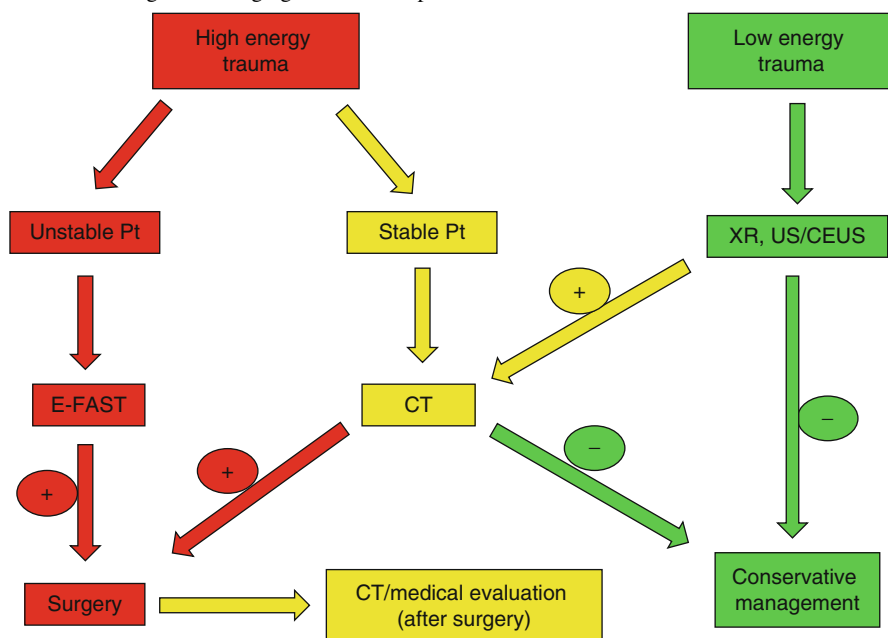 High energy
trauma
Low energy
trauma
Unstable Pt
Stable Pt
XR, US/CEUS
+
E-FAST
CT
+
+
−
−
Surgery
CT/medical evaluation
(after surgery)
Conservative
management